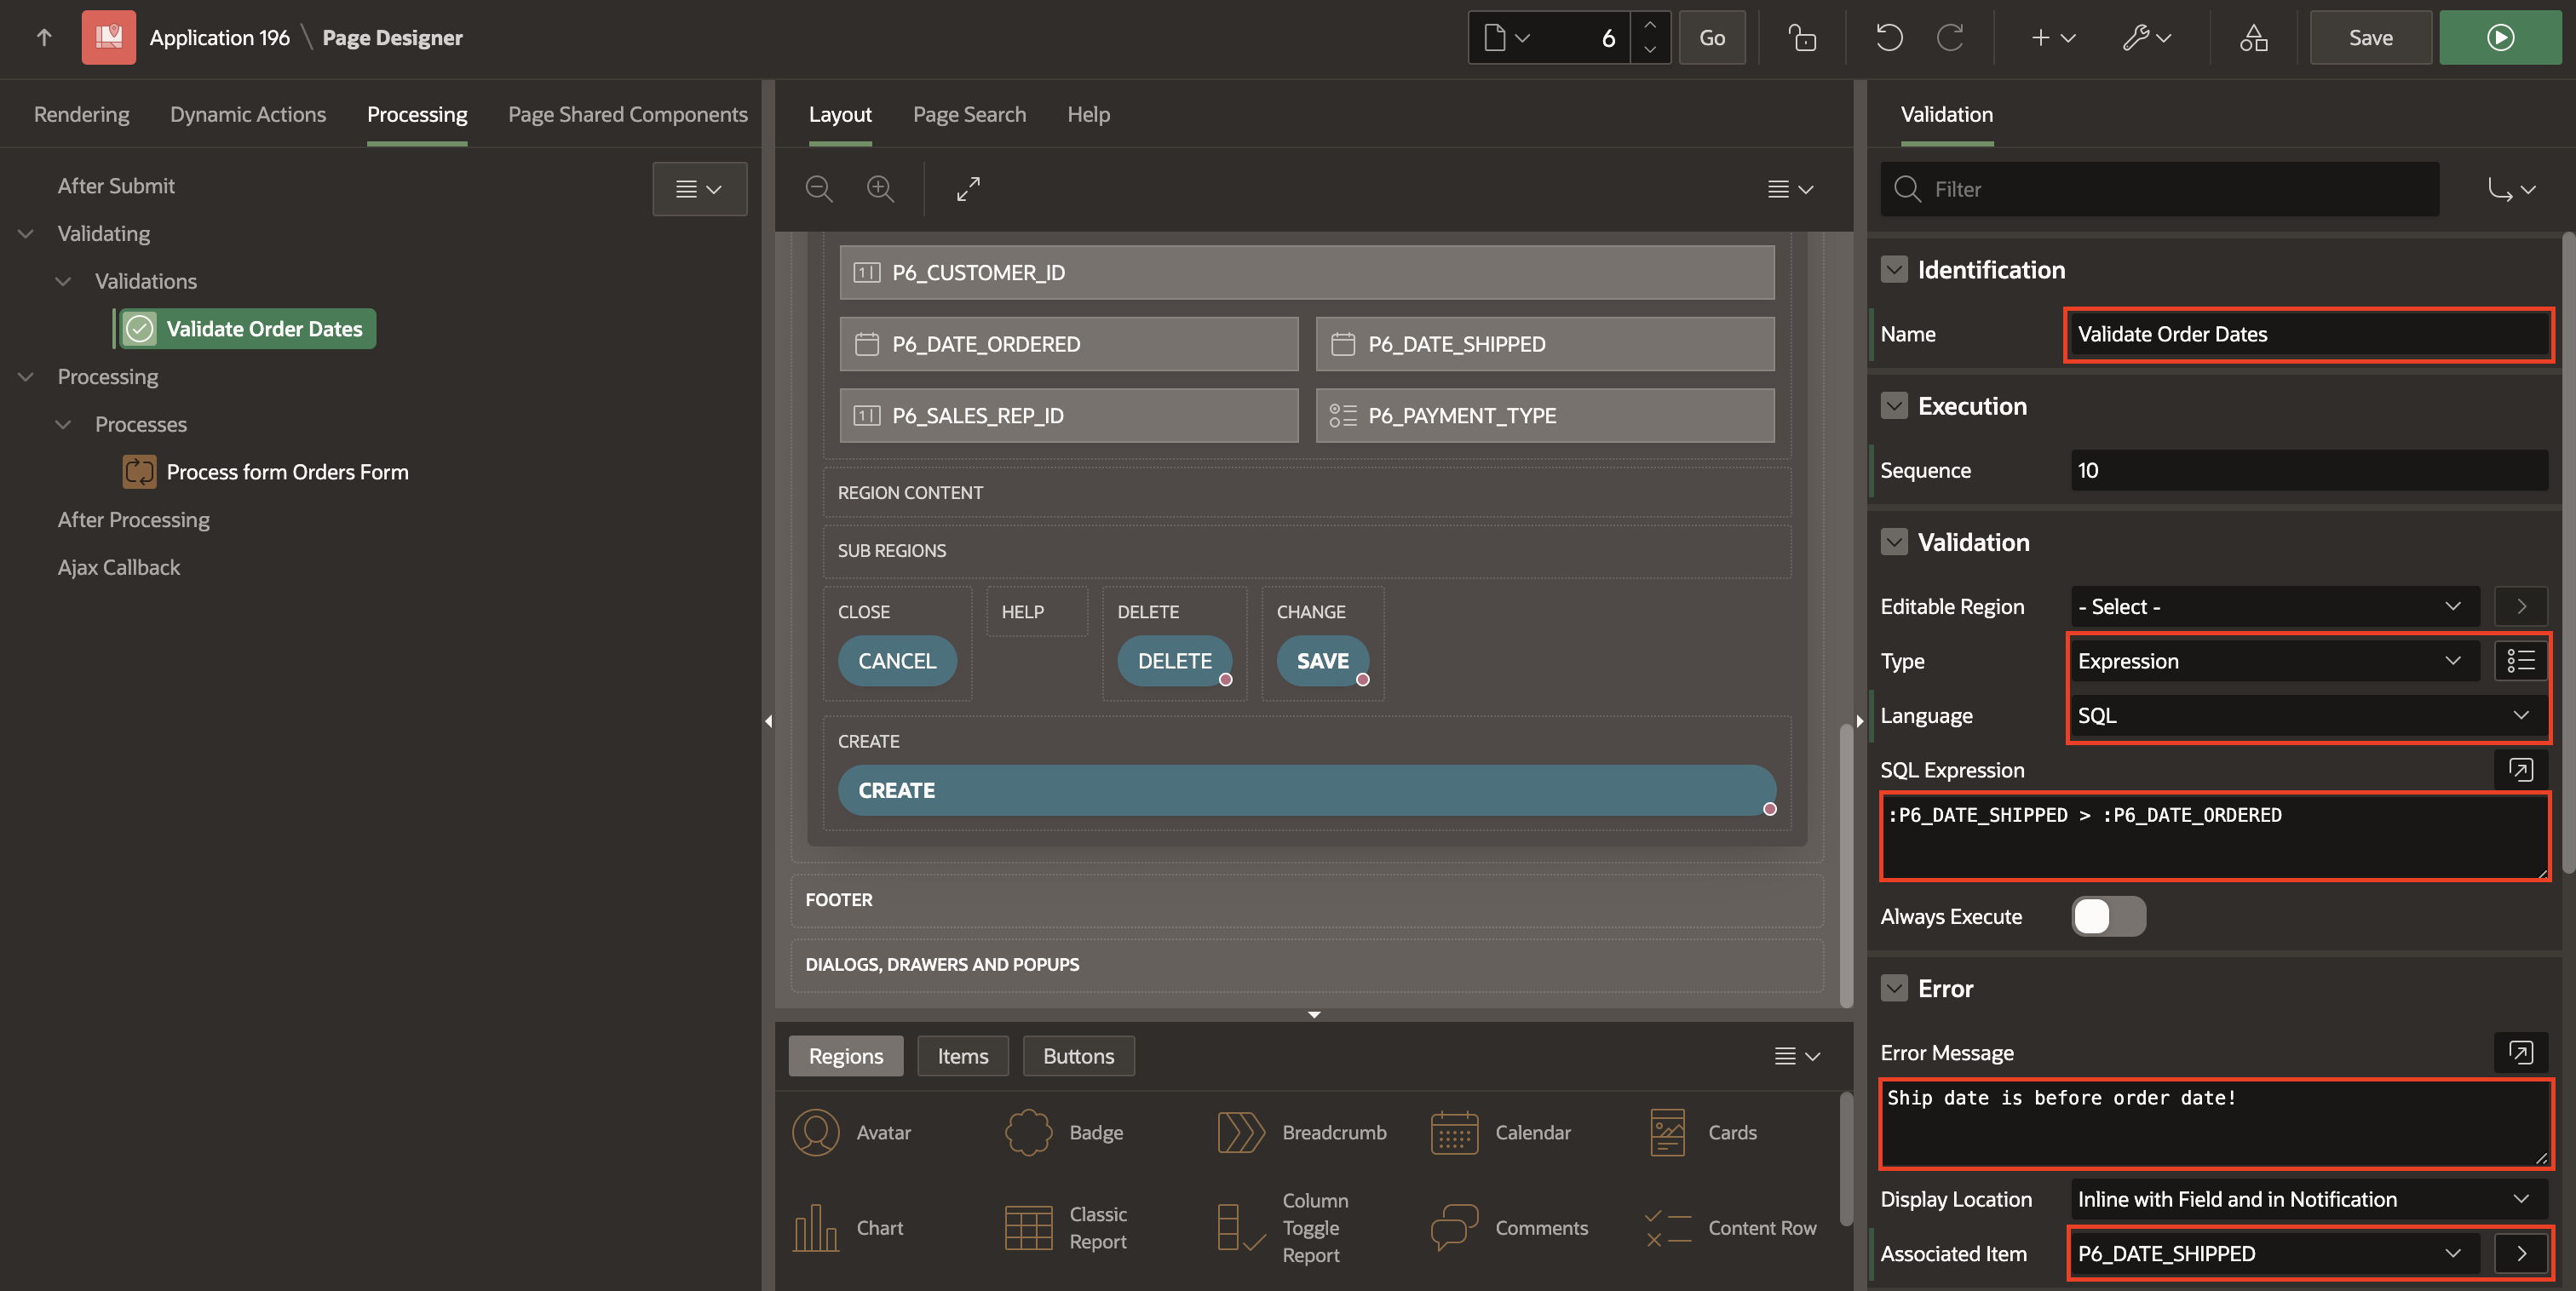 Application 196 \ Page Designer
6
Go
Save
Rendering
Dynamic Actions
Processing
Page Shared Components
After Submit
Validating
Validations
Validate Order Dates
Processing
Processes
Process form Orders Form
After Processing
Ajax Callback
Layout
Page Search
Help
P6_CUSTOMER_ID
P6_DATE_ORDERED
P6_DATE_SHIPPED
P6_SALES_REP_ID
P6_PAYMENT_TYPE
REGION CONTENT
SUB REGIONS
CLOSE
HELP
DELETE
CHANGE
CANCEL
DELETE
SAVE
CREATE
CREATE
FOOTER
DIALOGS, DRAWERS AND POPUPS
Regions
Items
Buttons
Avatar
Badge
Breadcrumb
Calendar
Cards
Chart
Classic
Report
Column
Toggle
Report
Comments
Content Row
Validation
Filter
Identification
Name
Validate Order Dates
Execution
Sequence
10
Validation
Editable Region
- Select -
Type
Expression
Language
SQL
SQL Expression
:P6_DATE_SHIPPED > :P6_DATE_ORDERED
Always Execute
Error
Error Message
Ship date is before order date!
Display Location
Inline with Field and in Notification
Associated Item
P6_DATE_SHIPPED